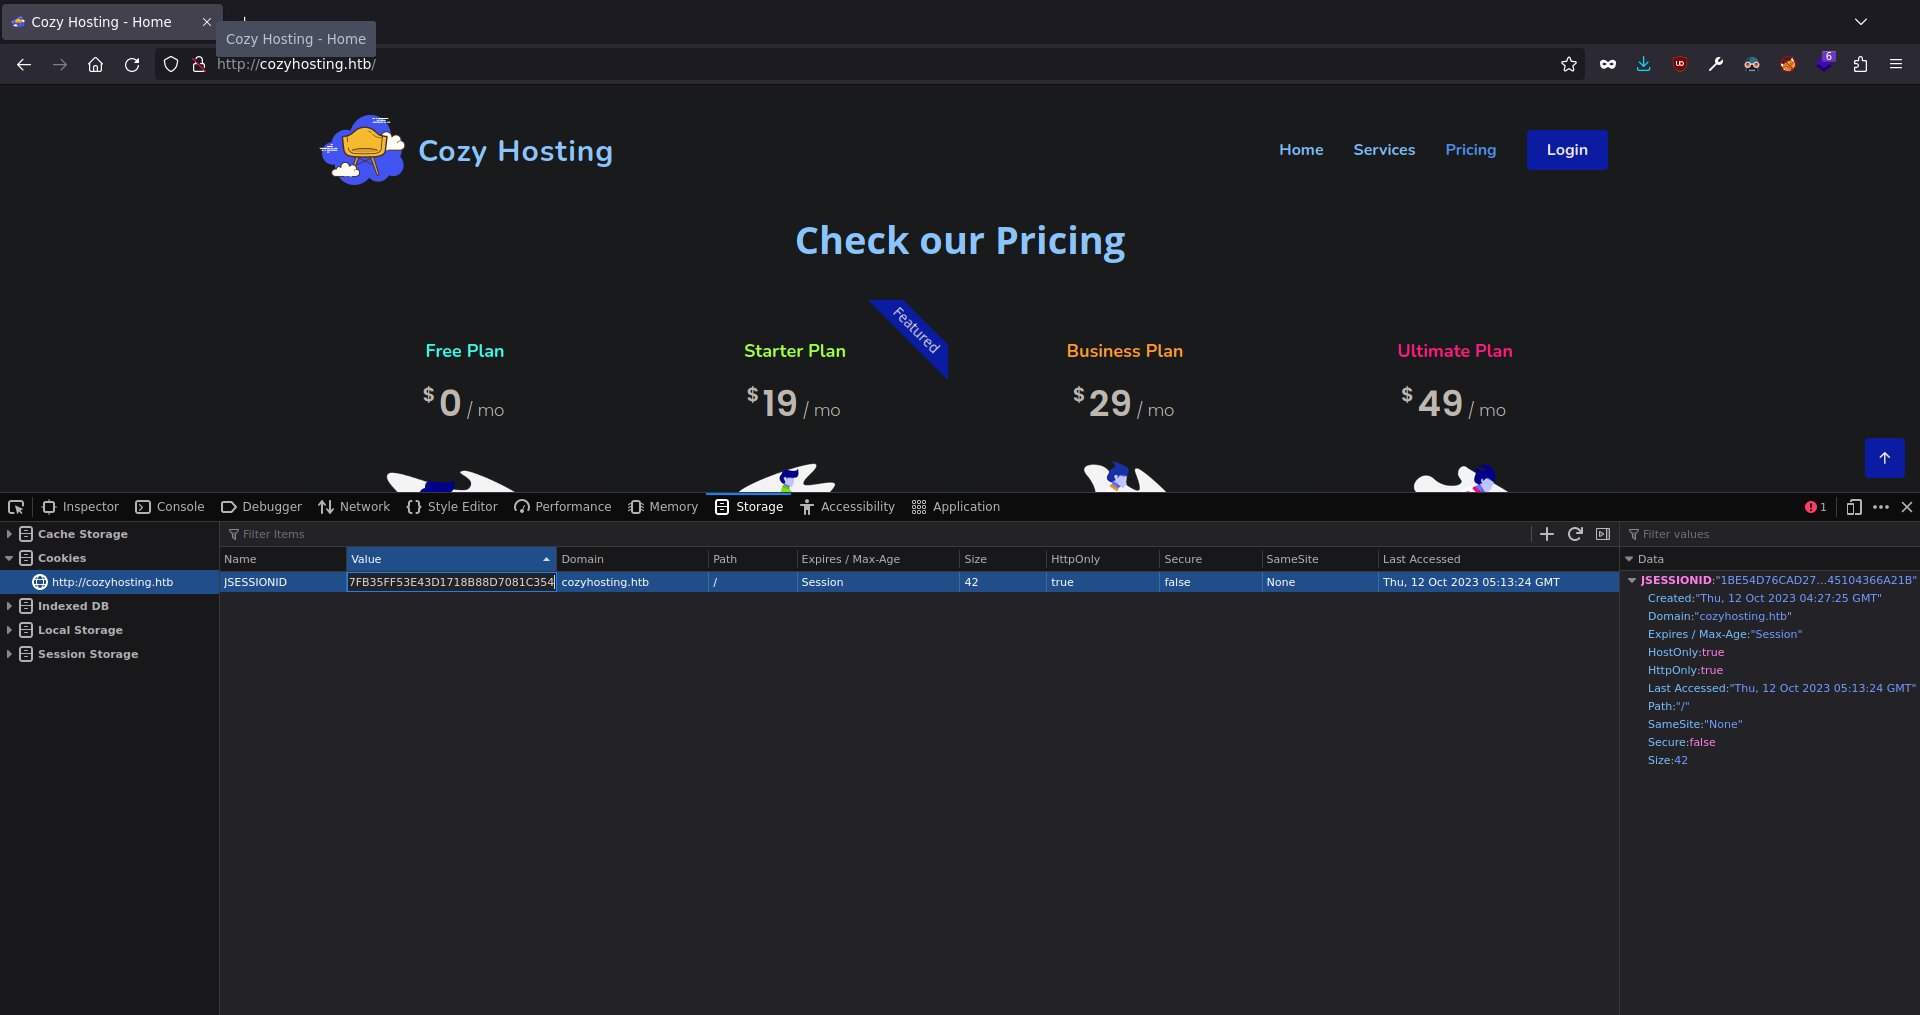 Cozy Hosting - Home
Cozy Hosting - Home
http://cozyhosting.htb/
6
Cozy Hosting
Home Services Pricing Login
Check our Pricing
Featured
Free Plan Starter Plan Business Plan Ultimate Plan
$0 / mo $19 / mo $29 / mo $49 / mo
Inspector Console Debugger Network Style Editor Performance Memory Storage Accessibility Application 1
Cache Storage
Cookies
http://cozyhosting.htb
Indexed DB
Local Storage
Session Storage
Filter Items
Name Value Domain Path Expires / Max-Age Size HttpOnly Secure SameSite Last Accessed
JSESSIONID 7FB35FF53E43D1718B88D7081C354 cozyhosting.htb / Session 42 true false None Thu, 12 Oct 2023 05:13:24 GMT
Filter values
Data
JSESSIONID:"1BE54D76CAD27...45104366A21B"
Created:"Thu, 12 Oct 2023 04:27:25 GMT"
Domain:"cozyhosting.htb"
Expires / Max-Age:"Session"
HostOnly:true
HttpOnly:true
Last Accessed:"Thu, 12 Oct 2023 05:13:24 GMT"
Path:"/"
SameSite:"None"
Secure:false
Size:42